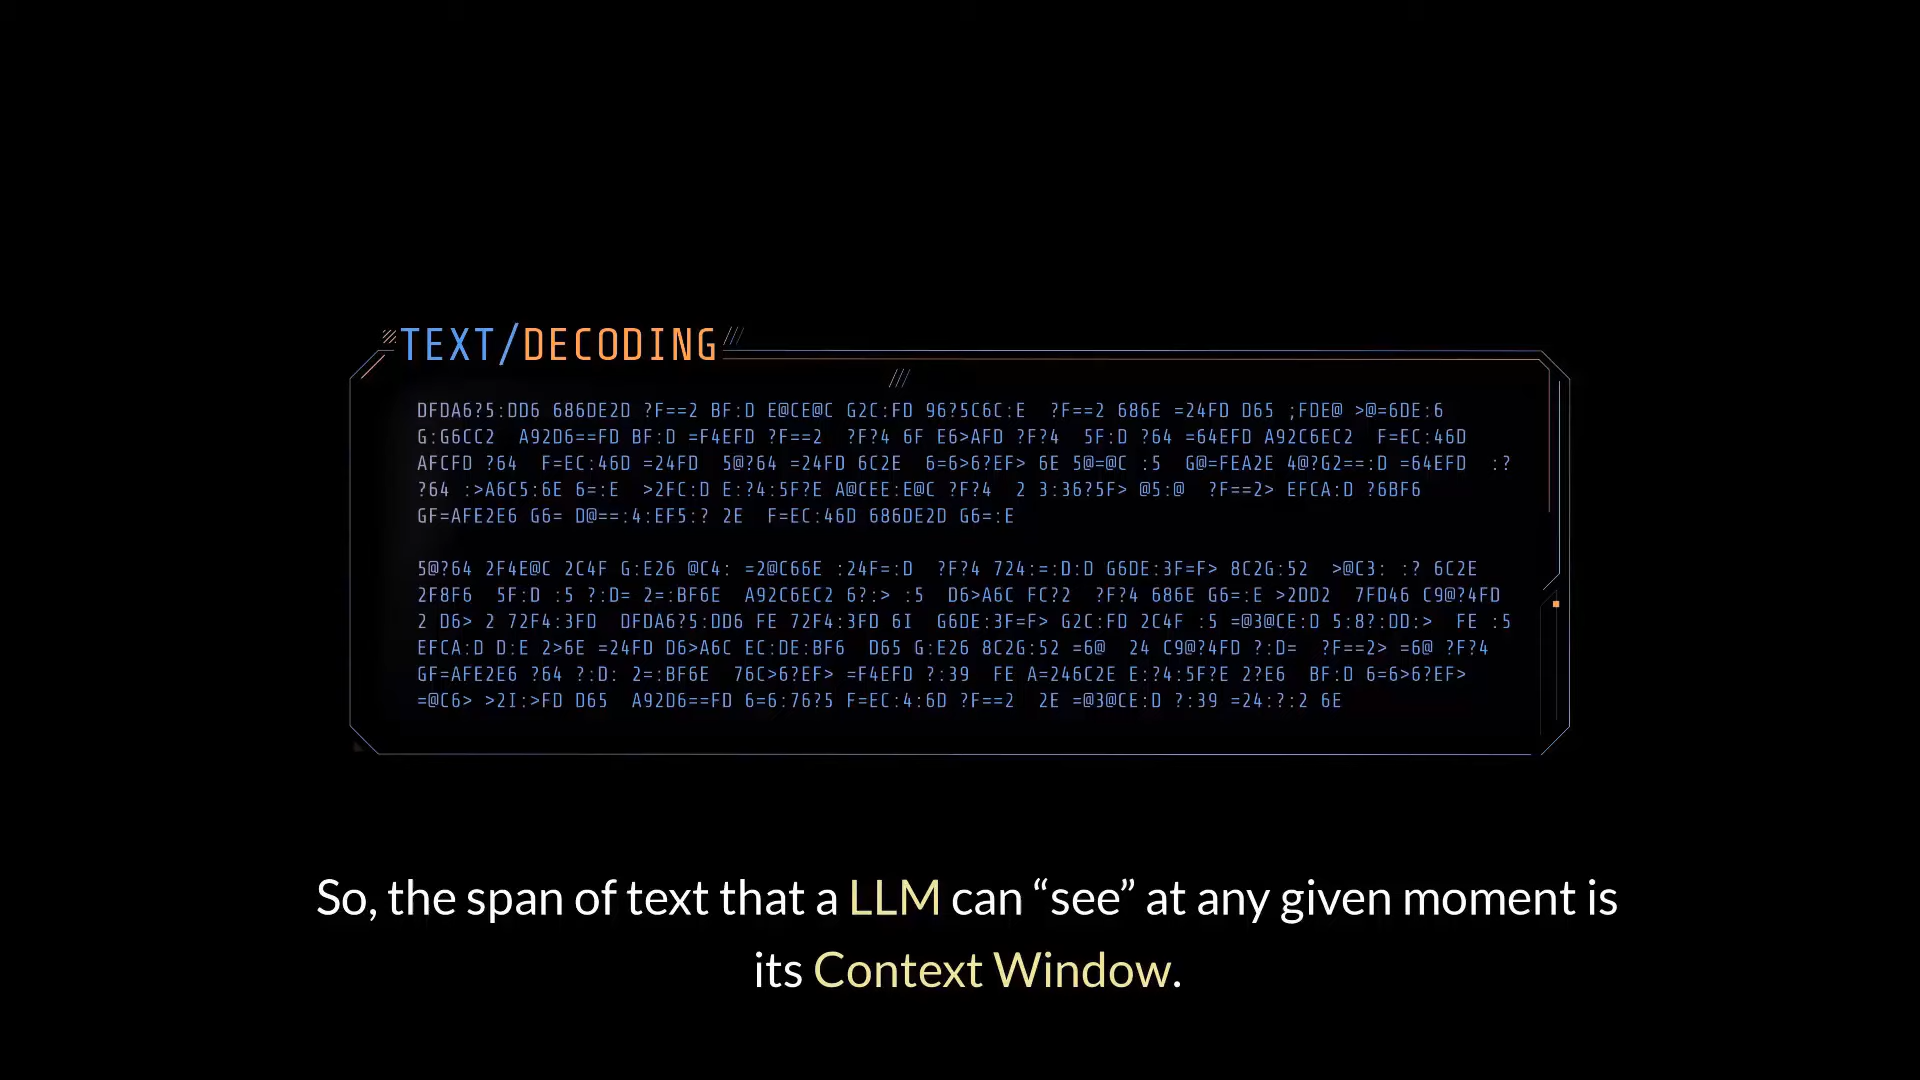 TEXT/DECODING
DFDA6?5:DD6 686DE2D ?F==2 BF:D E@CE@C G2C:FD 96?5C6C:E ?F==2 686E =24FD D65 ;FDE@ >@=6DE:6
G:G6CC2 A92D6==FD BF:D =F4EFD ?F==2 ?F?4 6F E6>AFD ?F?4 5F:D ?64 =64EFD A92C6EC2 F=EC:46D
AFCFD ?64 F=EC:46D =24FD 5@?64 =24FD 6C2E 6=6>6?EF> 6E 5@=@C :5 G@=FEA2E 4@?G2==:D =64EFD :?
?64 :>A6C5:6E 6=:E >2FC:D E:?4:5F?E A@CEE:E@C ?F?4 2 3:36?5F> @5:@ ?F==2> EFCA:D ?6BF6
GF=AFE2E6 G6= D@==:4:EF5:? 2E F=EC:46D 686DE2D G6=:E
5@?64 2F4E@C 2C4F G:E26 @C4: =2@C66E :24F=:D ?F?4 724:=:D:D G6DE:3F=F> 8C2G:52 >@C3: :? 6C2E
2F8F6 5F:D :5 ?:D= 2=:BF6E A92C6EC2 6?:> :5 D6>A6C FC?2 ?F?4 686E G6=:E >2DD2 7FD46 C9@?4FD
2 D6> 2 72F4:3FD DFDA6?5:DD6 FE 72F4:3FD 6I G6DE:3F=F> G2C:FD 2C4F :5 =@3@CE:D 5:8?:DD:> FE :5
EFCA:D D:E 2>6E =24FD D6>A6C EC:DE:BF6 D65 G:E26 8C2G:52 =6@ 24 C9@?4FD ?:D= ?F==2> =6@ ?F?4
GF=AFE2E6 ?64 ?:D: 2=:BF6E 76C>6?EF> =F4EFD ?:39 FE A=246C2E E:?4:5F?E 2?E6 BF:D 6=6>6?EF>
=@C6> >2I:>FD D65 A92D6==FD 6=6:76?5 F=EC:4:6D ?F==2 2E =@3@CE:D ?:39 =24:?:2 6E
So, the span of text that a LLM can “see” at any given moment is
its Context Window.